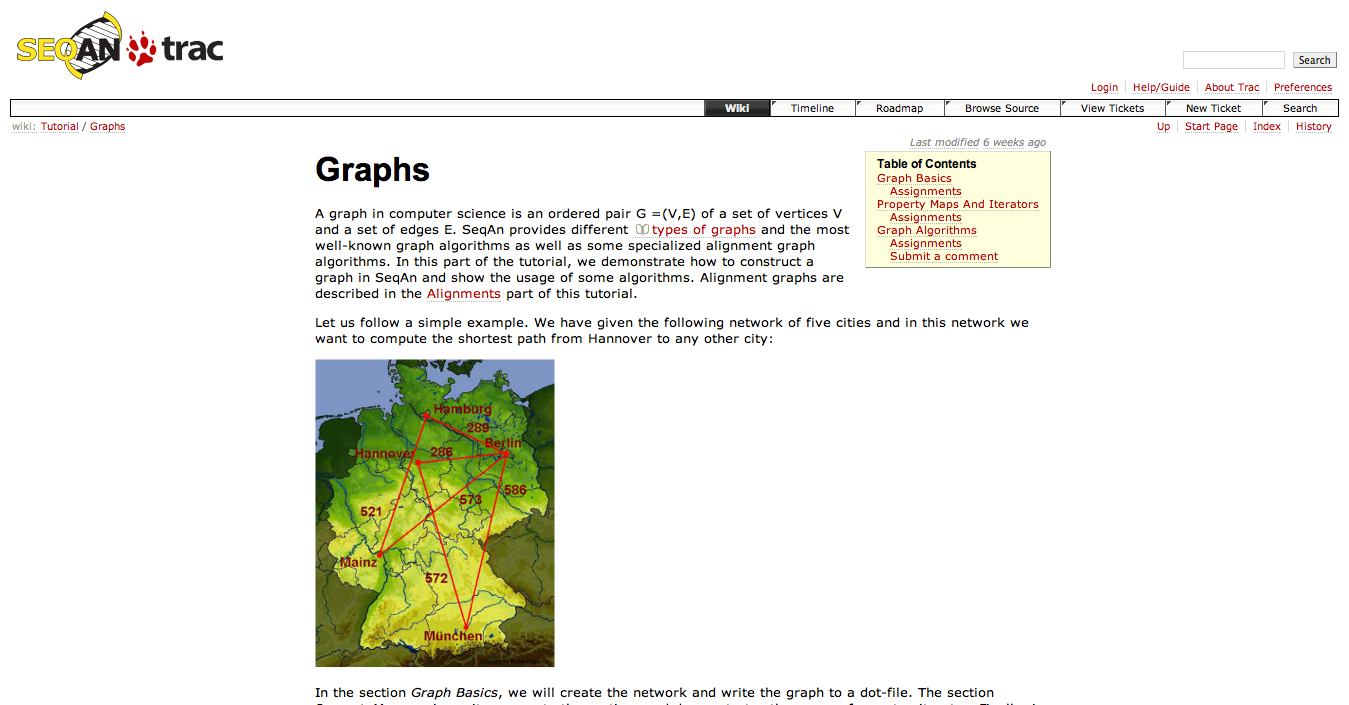 SEQAN trac
Search
Login Help/Guide About Trac Preferences
Wiki Timeline Roadmap Browse Source View Tickets New Ticket Search
wiki: Tutorial / Graphs
Up Start Page Index History
Last modified 6 weeks ago
Graphs
Table of Contents
Graph Basics
Assignments
Property Maps And Iterators
Assignments
Graph Algorithms
Assignments
Submit a comment
A graph in computer science is an ordered pair G =(V,E) of a set of vertices V
and a set of edges E. SeqAn provides different types of graphs and the most
well-known graph algorithms as well as some specialized alignment graph
algorithms. In this part of the tutorial, we demonstrate how to construct a
graph in SeqAn and show the usage of some algorithms. Alignment graphs are
described in the Alignments part of this tutorial.
Let us follow a simple example. We have given the following network of five cities and in this network we
want to compute the shortest path from Hannover to any other city:
Hamburg
289
Berlin
Hannover 286
586
573
521
Mainz
572
München
In the section Graph Basics, we will create the network and write the graph to a dot-file. The section